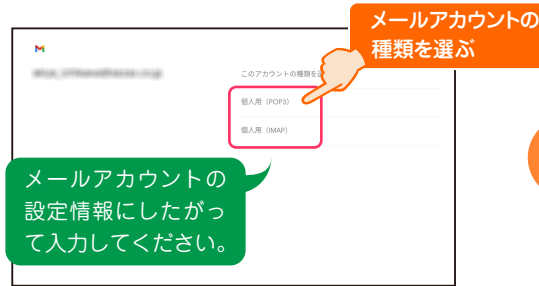 メールアカウントの
種類を選ぶ
このアカウントの種類を
個人用（POP3）
個人用（IMAP）
メールアカウントの
設定情報にしたがっ
て入力してください。